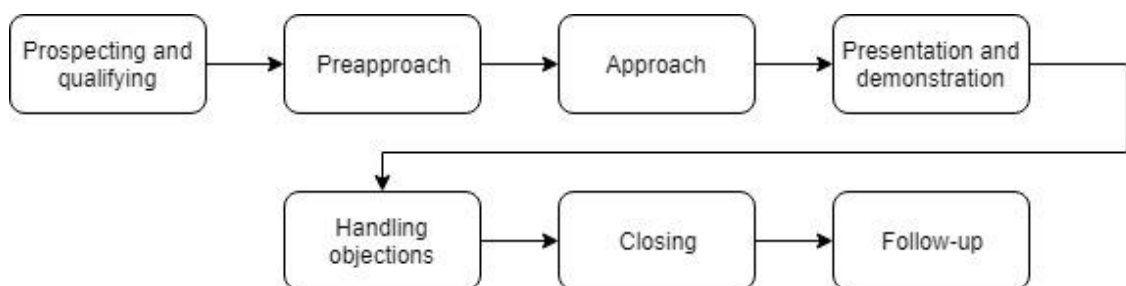 Prospecting and
qualifying
Preapproach
Approach
Presentation and
demonstration
Handling
objections
Closing
Follow-up